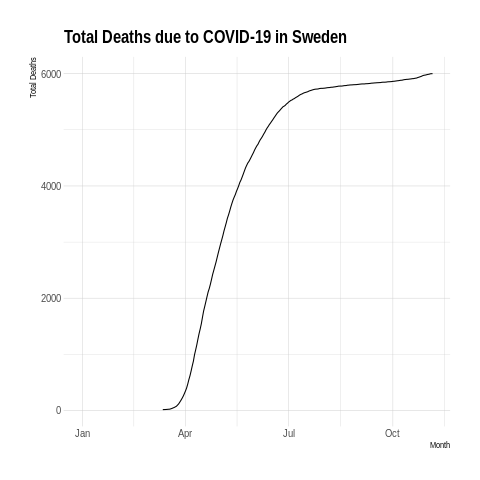 Total Deaths due to COVID-19 in Sweden
Total Deaths
6000
4000
2000
0
Jan Apr Jul Oct
Month